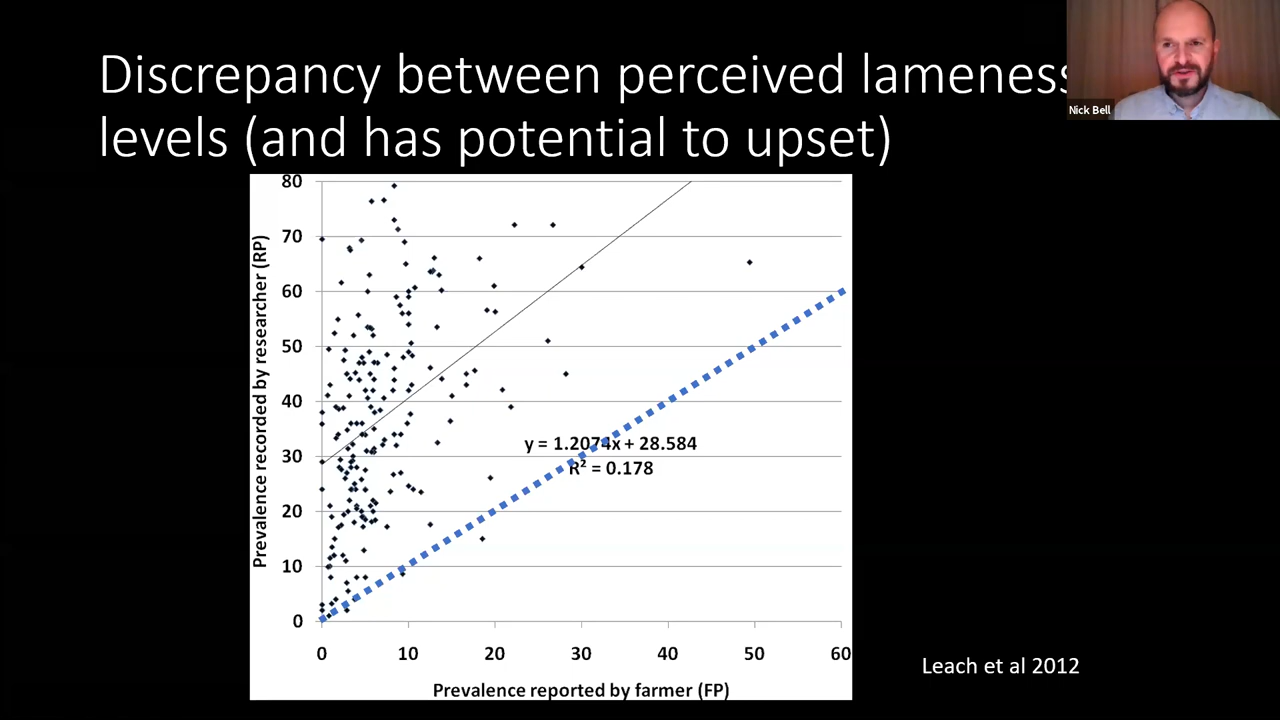 Discrepancy between perceived lameness
levels (and has potential to upset)
Nick Bell
80
70
60
50
40
30
20
10
0
Prevalence recorded by researcher (RP)
y = 1.2074x + 28.584
R² = 0.178
0 10 20 30 40 50 60
Prevalence reported by farmer (FP)
Leach et al 2012